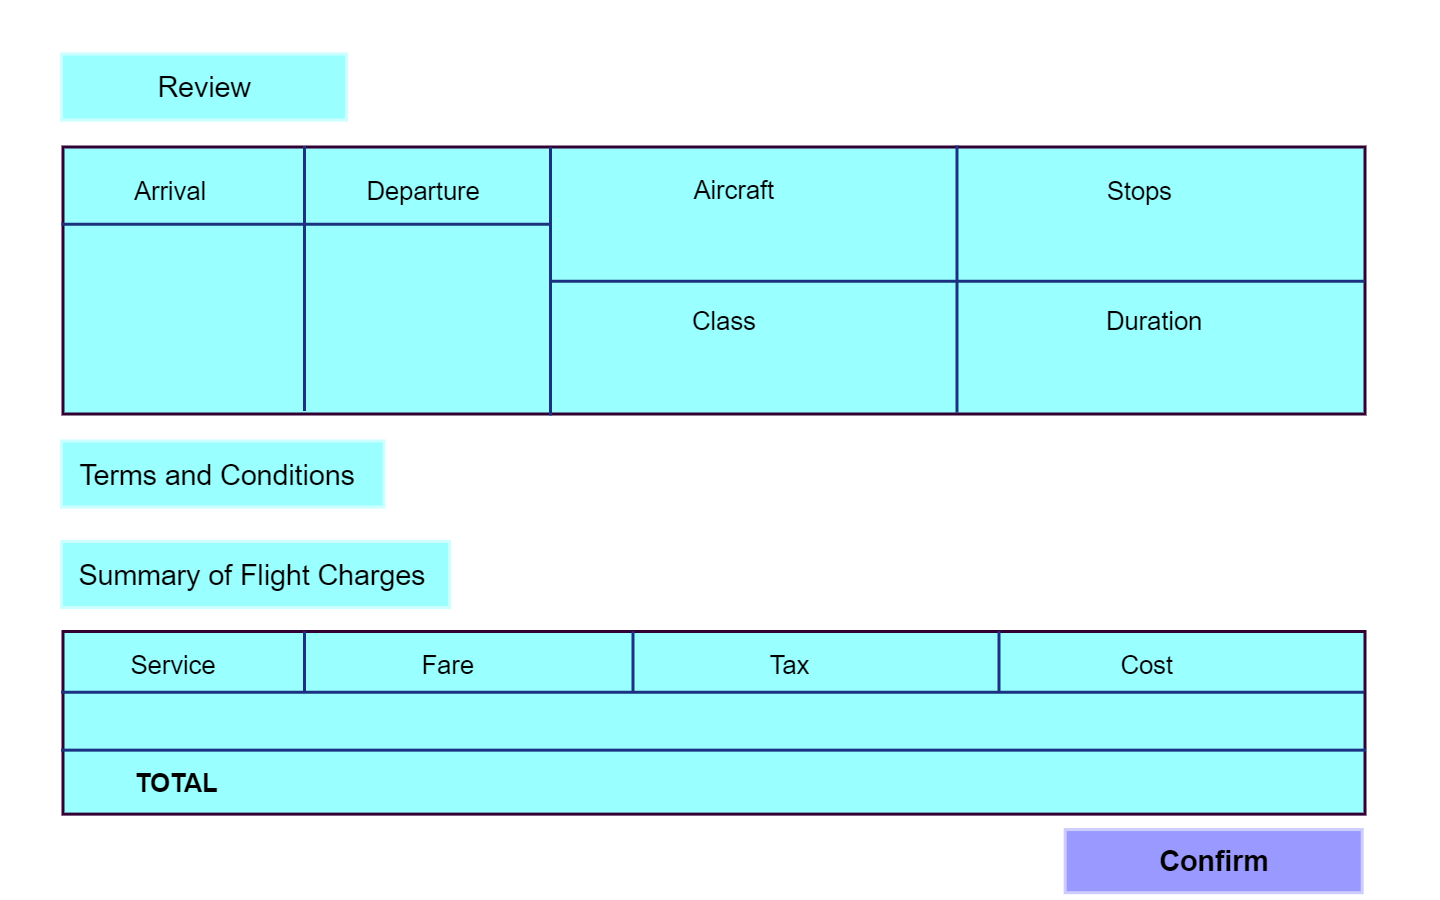 Review
Arrival
Departure
Aircraft
Stops
Class
Duration
Terms and Conditions
Summary of Flight Charges
Service
Fare
Tax
Cost
TOTAL
Confirm